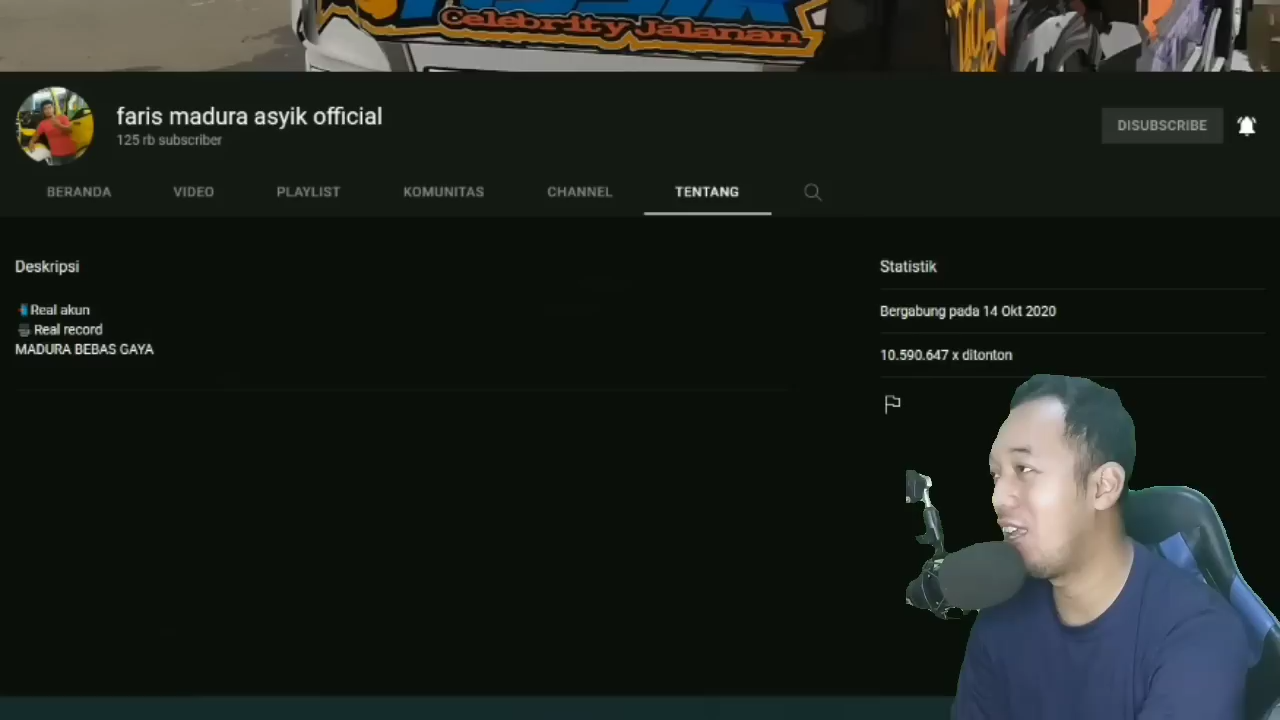 Celebrity Jalanan
faris madura asyik official
125 rb subscriber
DISUBSCRIBE
BERANDA
VIDEO
PLAYLIST
KOMUNITAS
CHANNEL
TENTANG
Deskripsi
Real akun
Real record
MADURA BEBAS GAYA
Statistik
Bergabung pada 14 Okt 2020
10.590.647 x ditonton